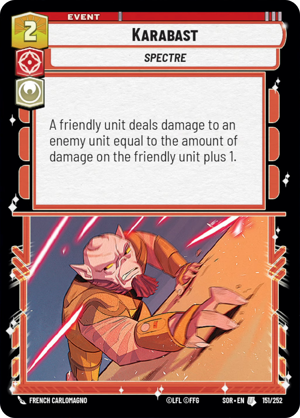 EVENT
2
KARABAST
SPECTRE
A friendly unit deals damage to an
enemy unit equal to the amount of
damage on the friendly unit plus 1.
FRENCH CARLOMAGNO
©LFL ©FFG
SOR • EN
U
151/252